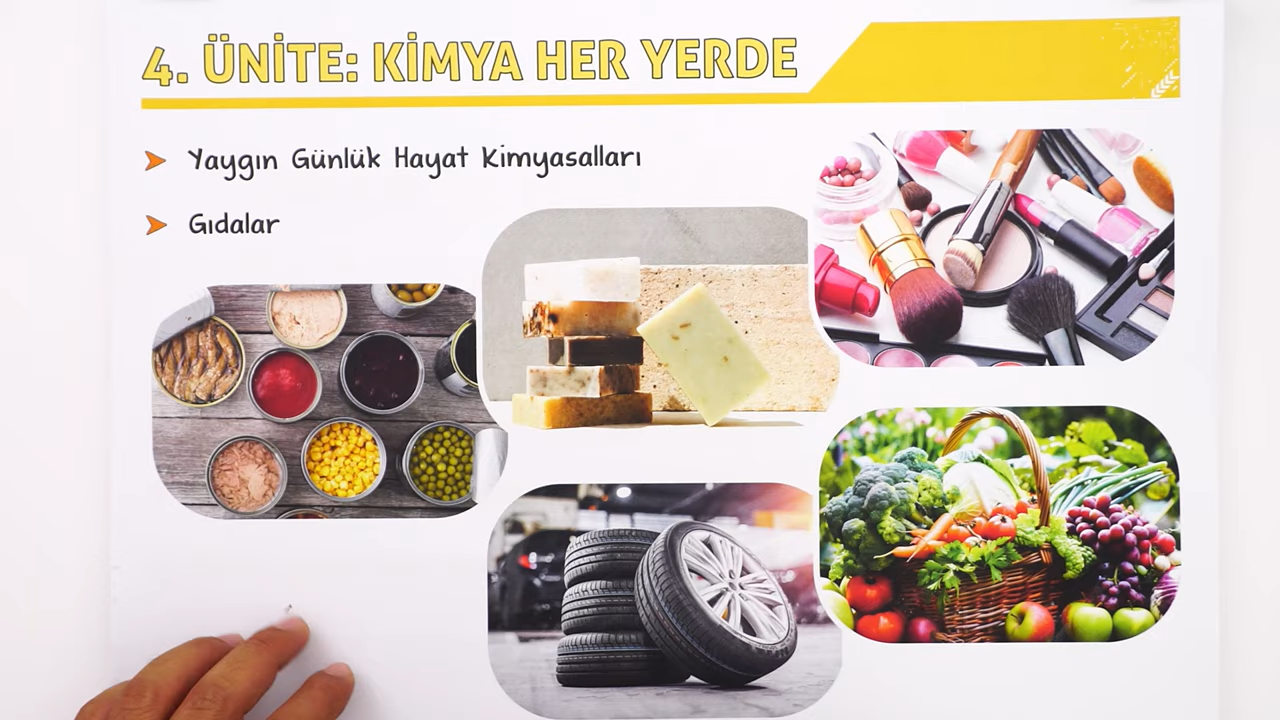 4. ÜNİTE: KİMYA HER YERDE
Yaygın Günlük Hayat Kimyasalları
Gıdalar